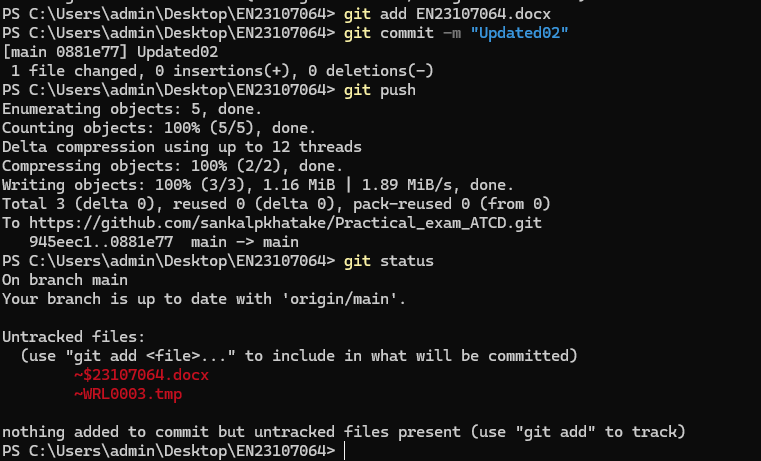 PS C:\Users\admin\Desktop\EN23107064> git add EN23107064.docx
PS C:\Users\admin\Desktop\EN23107064> git commit -m "Updated02"
[main 0881e77] Updated02
 1 file changed, 0 insertions(+), 0 deletions(-)
PS C:\Users\admin\Desktop\EN23107064> git push
Enumerating objects: 5, done.
Counting objects: 100% (5/5), done.
Delta compression using up to 12 threads
Compressing objects: 100% (2/2), done.
Writing objects: 100% (3/3), 1.16 MiB | 1.89 MiB/s, done.
Total 3 (delta 0), reused 0 (delta 0), pack-reused 0 (from 0)
To https://github.com/sankalpkhatake/Practical_exam_ATCD.git
   945eec1..0881e77  main -> main
PS C:\Users\admin\Desktop\EN23107064> git status
On branch main
Your branch is up to date with 'origin/main'.

Untracked files:
  (use "git add <file>..." to include in what will be committed)
        ~$23107064.docx
        ~WRL0003.tmp

nothing added to commit but untracked files present (use "git add" to track)
PS C:\Users\admin\Desktop\EN23107064>